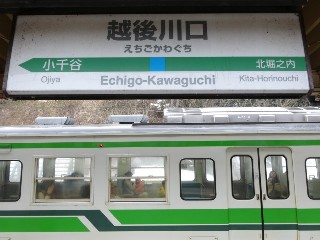 越後川口
えちごかわぐち
小千谷
北堀之内
Ojiya
Echigo-Kawaguchi
Kita-Horinouchi